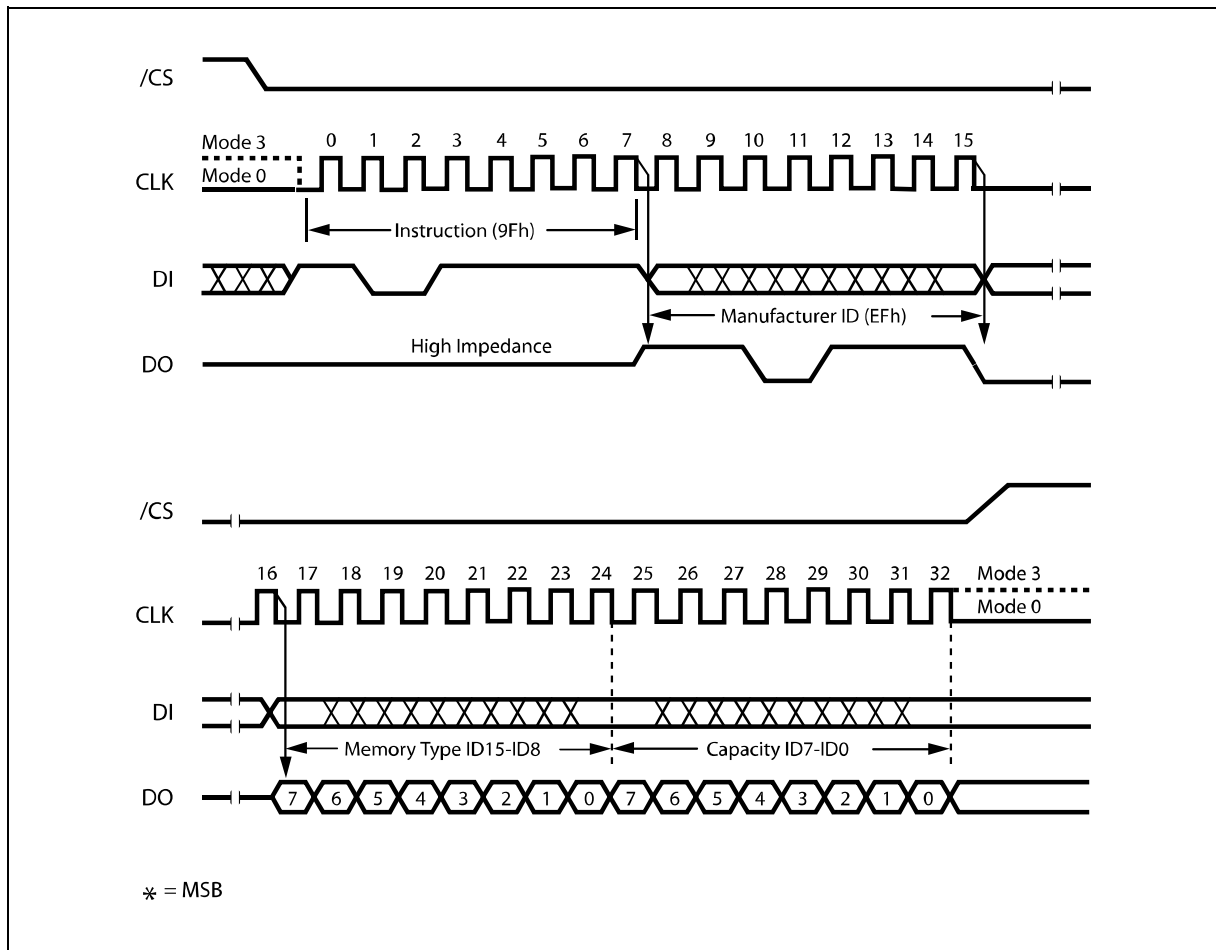 /CS
0 1 2 3 4 5 6 7 8 9 10 11 12 13 14 15
Mode 3
Mode 0
CLK
Instruction (9Fh)
DI
Manufacturer ID (EFh)
High Impedance
DO
/CS
16 17 18 19 20 21 22 23 24 25 26 27 28 29 30 31 32
Mode 3
Mode 0
CLK
DI
Memory Type ID15-ID8 Capacity ID7-ID0
DO 7 6 5 4 3 2 1 0 7 6 5 4 3 2 1 0
* = MSB